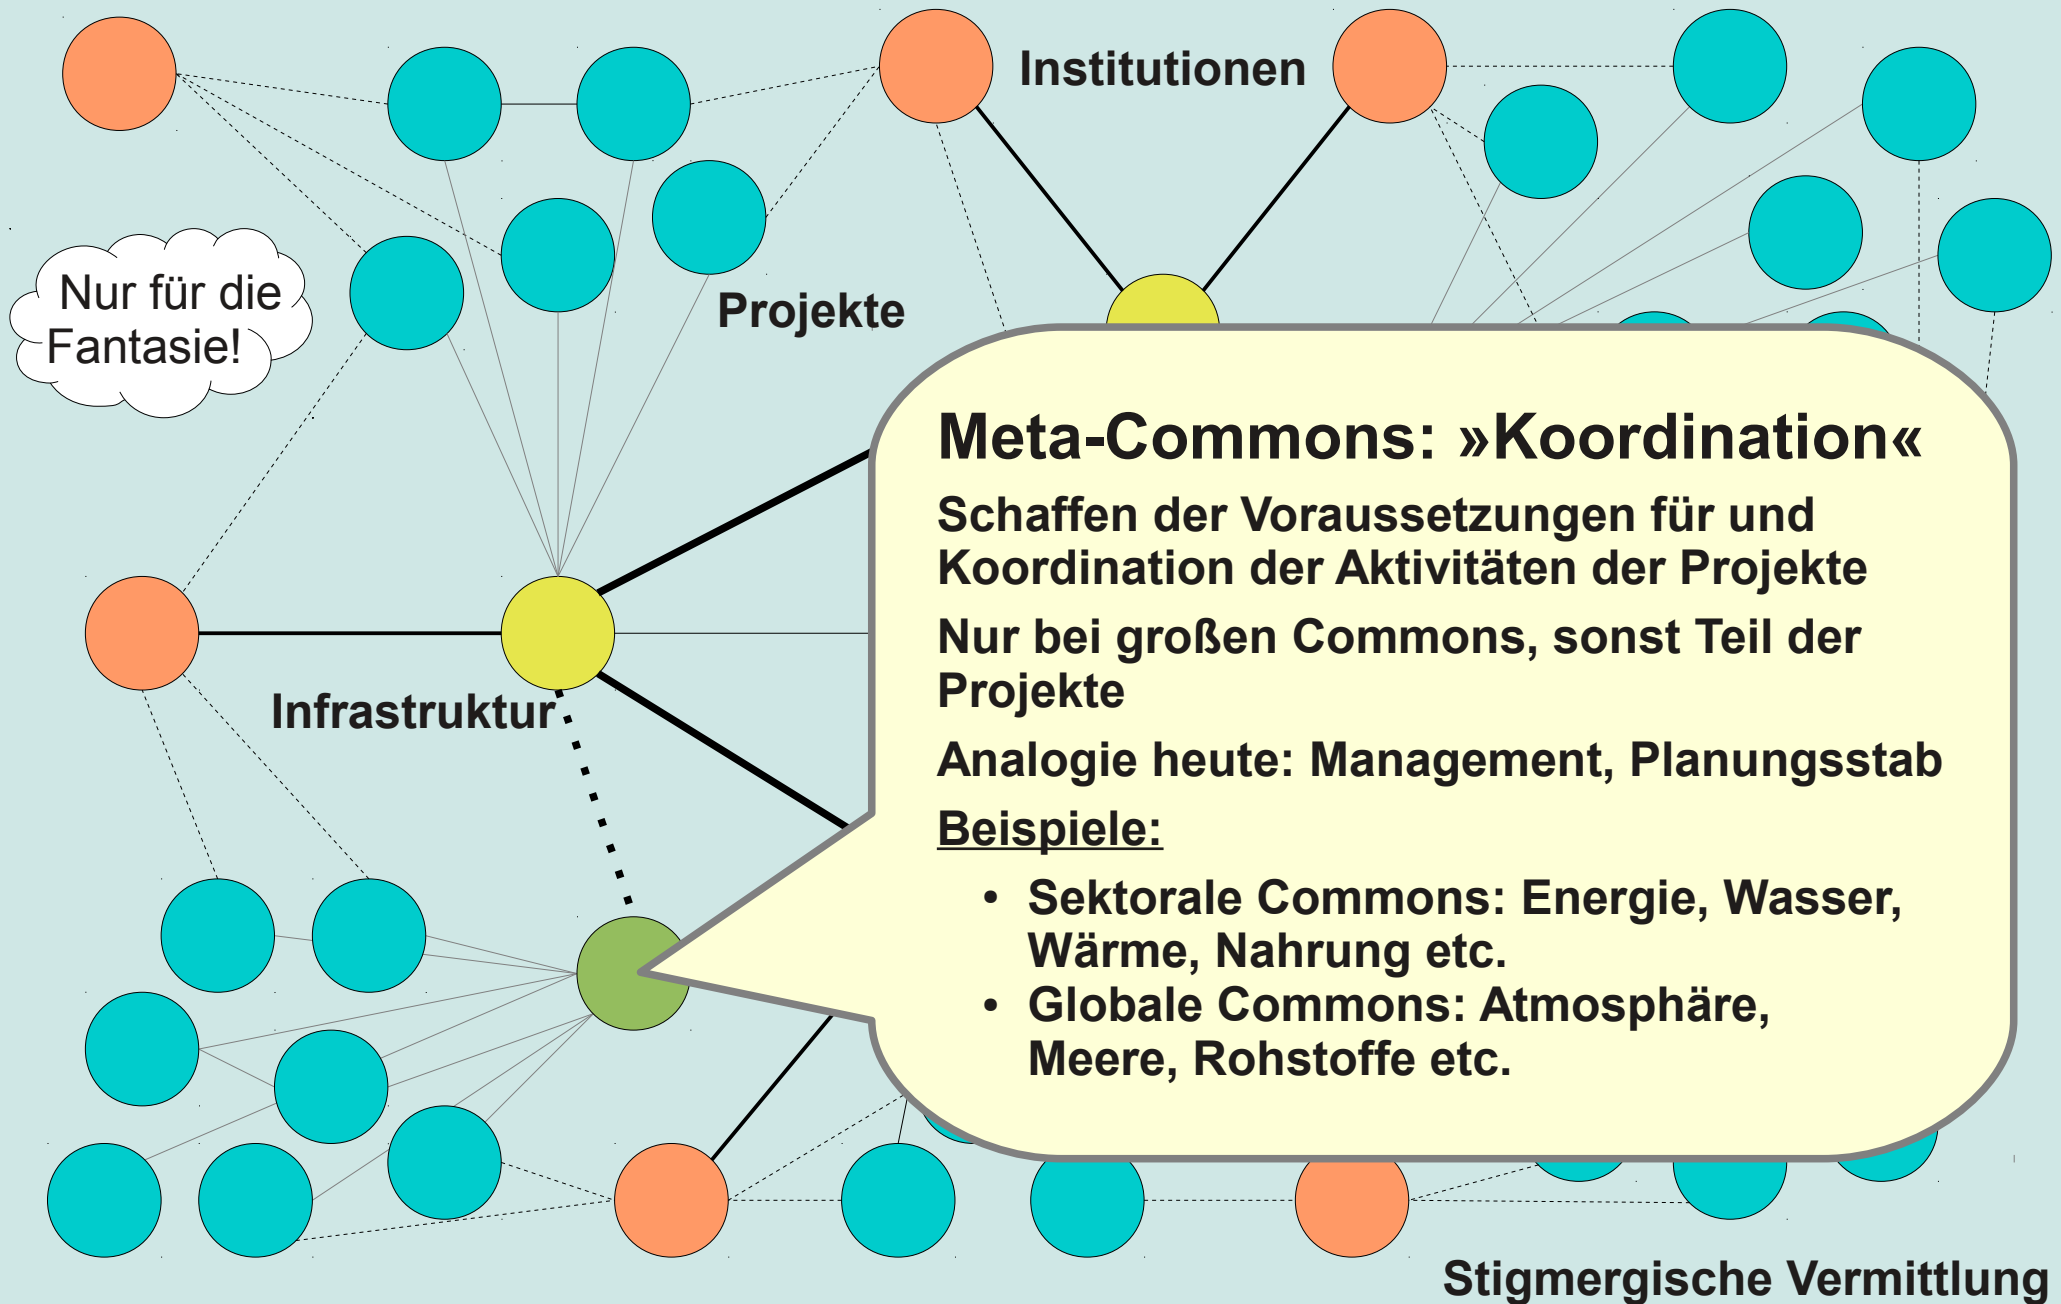 Institutionen
Nur für die
Fantasie!
Projekte
Meta-Commons: »Koordination«
Schaffen der Voraussetzungen für und
Koordination der Aktivitäten der Projekte
Nur bei großen Commons, sonst Teil der
Projekte
Analogie heute: Management, Planungsstab
Beispiele:
• Sektorale Commons: Energie, Wasser,
Wärme, Nahrung etc.
• Globale Commons: Atmosphäre,
Meere, Rohstoffe etc.
Infrastruktur
Stigmergische Vermittlung